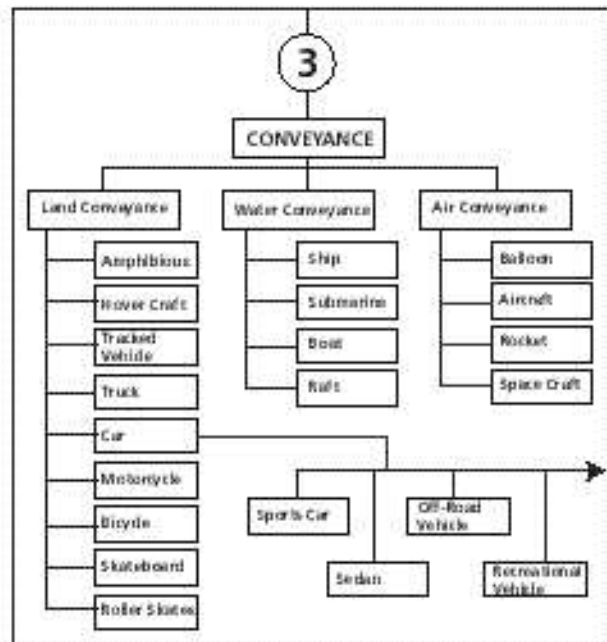 3
CONVEYANCE
Land Conveyance
Water Conveyance
Air Conveyance
Amphibious
Hover Craft
Tracked
Vehicle
Truck
Car
Motorcycle
Bicycle
Skateboard
Roller Skates
Ship
Submarine
Boat
Raft
Balloon
Aircraft
Rocket
Space Craft
Sports Car
Sedan
Off-Road
Vehicle
Recreational
Vehicle